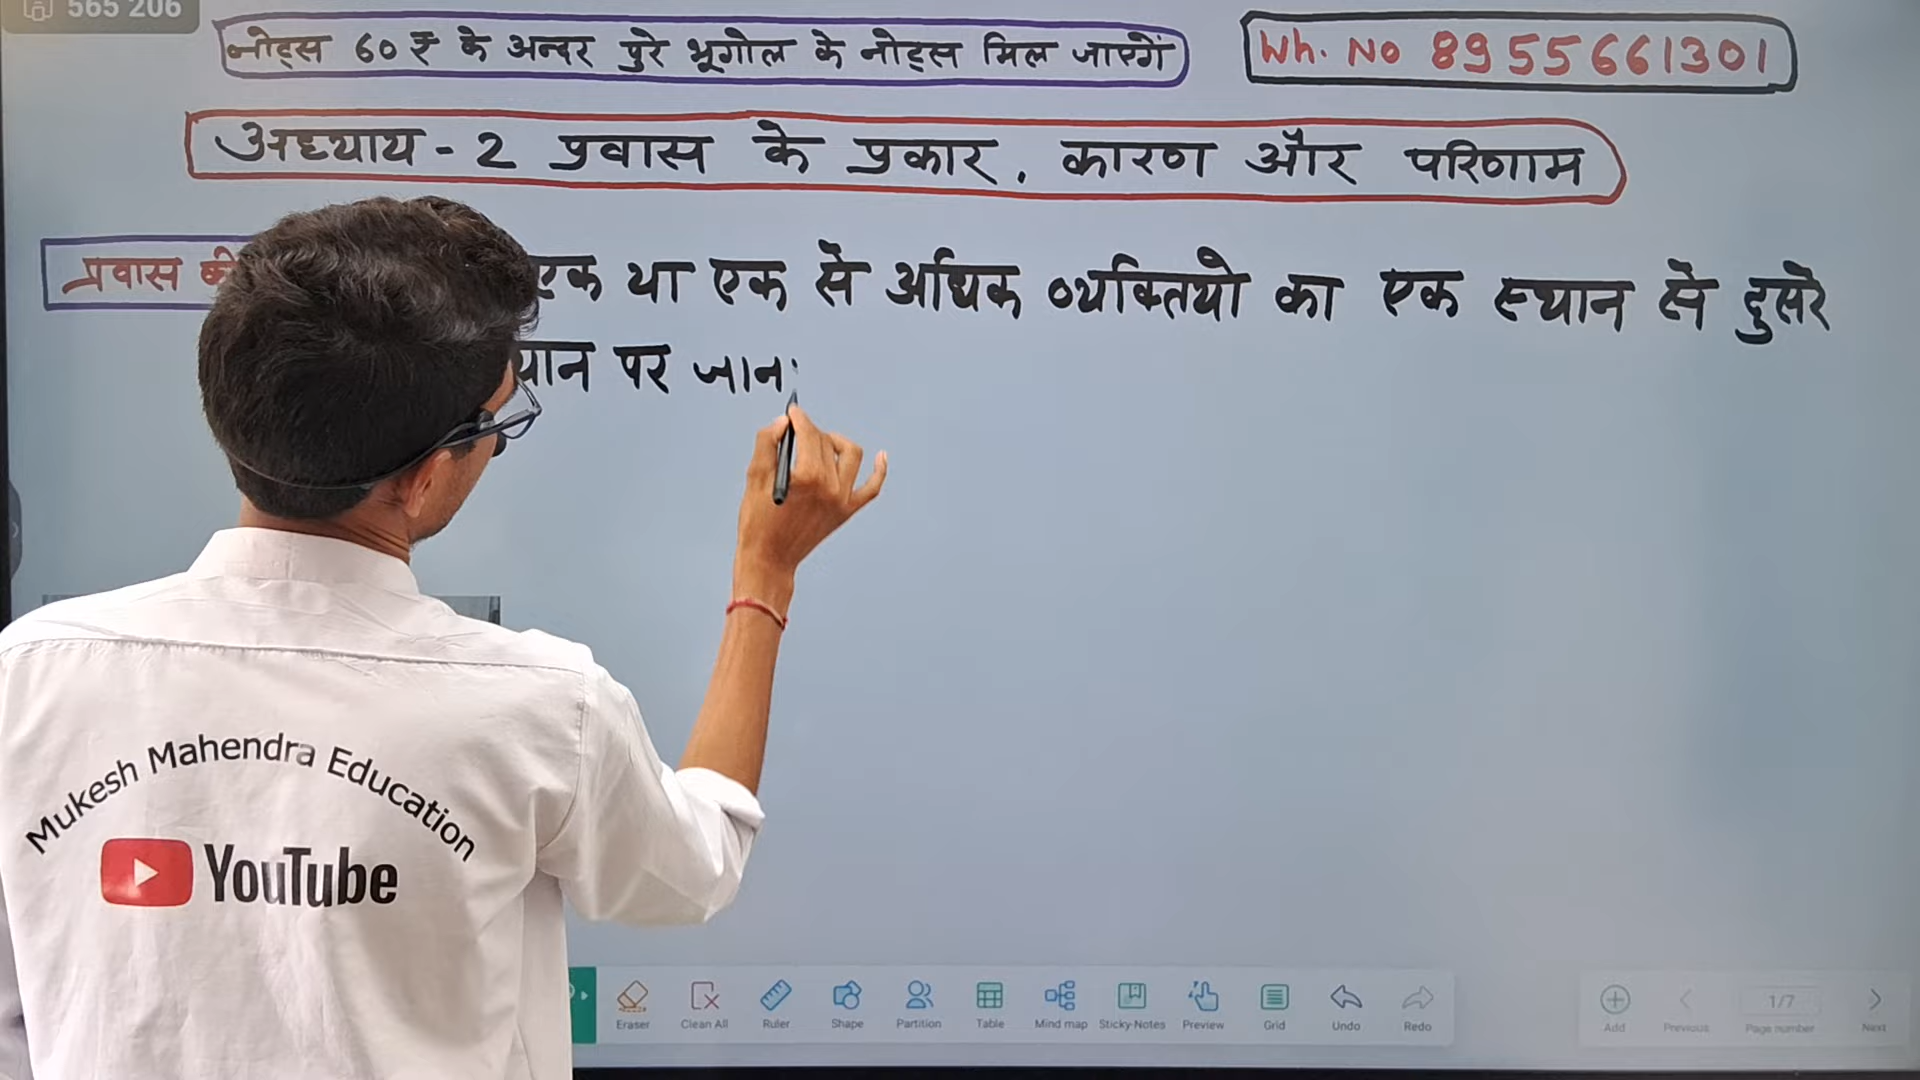 565 206
नोट्स 60 ₹ के अन्दर पुरे भूगोल के नोट्स मिल जाएगें
Wh. No 8955661301
अध्याय - 2 प्रवास के प्रकार, कारण और परिणाम
प्रवास की
एक या एक से अधिक व्यक्तियो का एक स्थान से दुसरे
पर
Mukesh Mahendra Education
YouTube
Eraser
Clean All
Ruler
Shape
Partition
Table
Mind map
Sticky-Notes
Preview
Grid
Undo
Redo
Add
Previous
1/7
Page number
Next